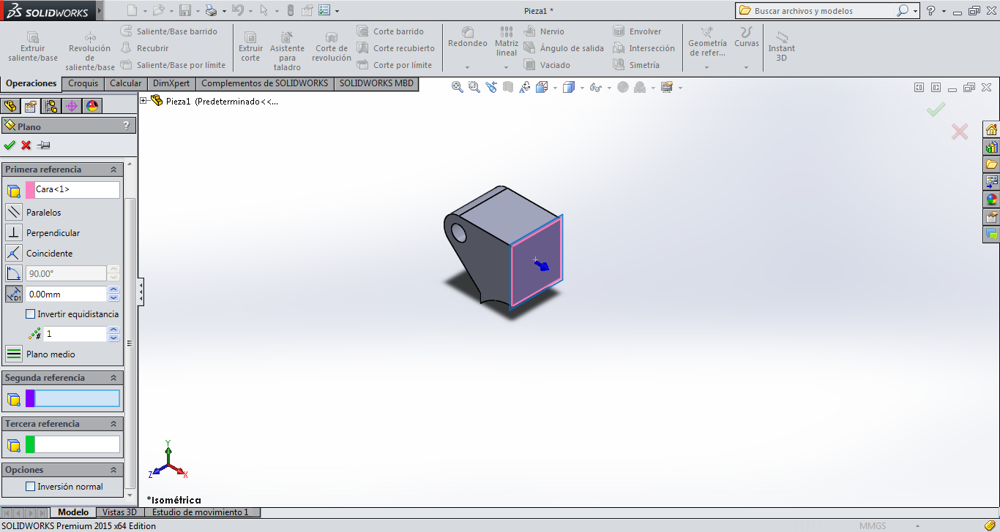 SOLIDWORKS
Pieza1 *
Buscar archivos y modelos
Extruir
saliente/base
Revolución
de
saliente/base
Saliente/Base barrido
Recubrir
Saliente/Base por límite
Extruir
corte
Asistente
para
taladro
Corte de
revolución
Corte barrido
Corte recubierto
Corte por límite
Redondeo
Matriz
lineal
Nervio
Ángulo de salida
Vaciado
Envolver
Intersección
Simetría
Geometría
de refer...
Curvas
Instant
3D
Operaciones
Croquis
Calcular
DimXpert
Complementos de SOLIDWORKS
SOLIDWORKS MBD
Pieza1 (Predeterminado<<...
Plano
?
Primera referencia
Cara<1>
Paralelos
Perpendicular
Coincidente
90.00°
D1
0.00mm
Invertir equidistancia
#
1
Plano medio
Segunda referencia
Tercera referencia
Opciones
Inversión normal
Y
Z
X
*Isométrica
Modelo
Vistas 3D
Estudio de movimiento 1
SOLIDWORKS Premium 2015 x64 Edition
MMGS